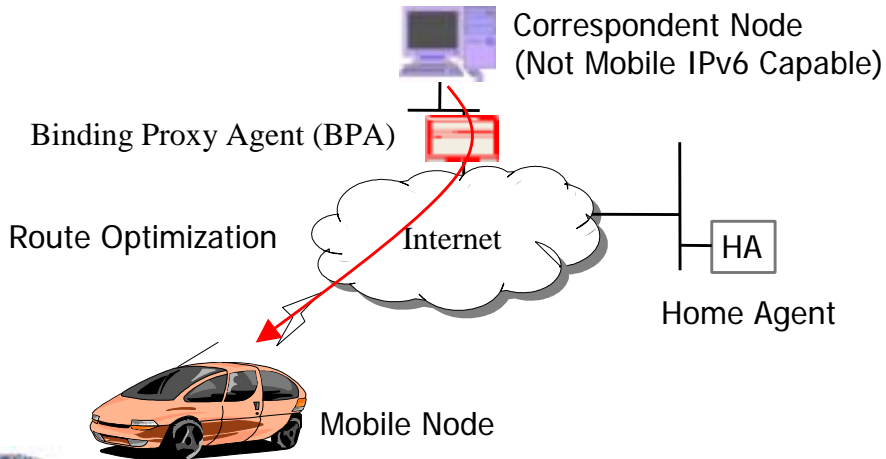 Correspondent Node
(Not Mobile IPv6 Capable)
Binding Proxy Agent (BPA)
Route Optimization
Internet
HA
Home Agent
Mobile Node